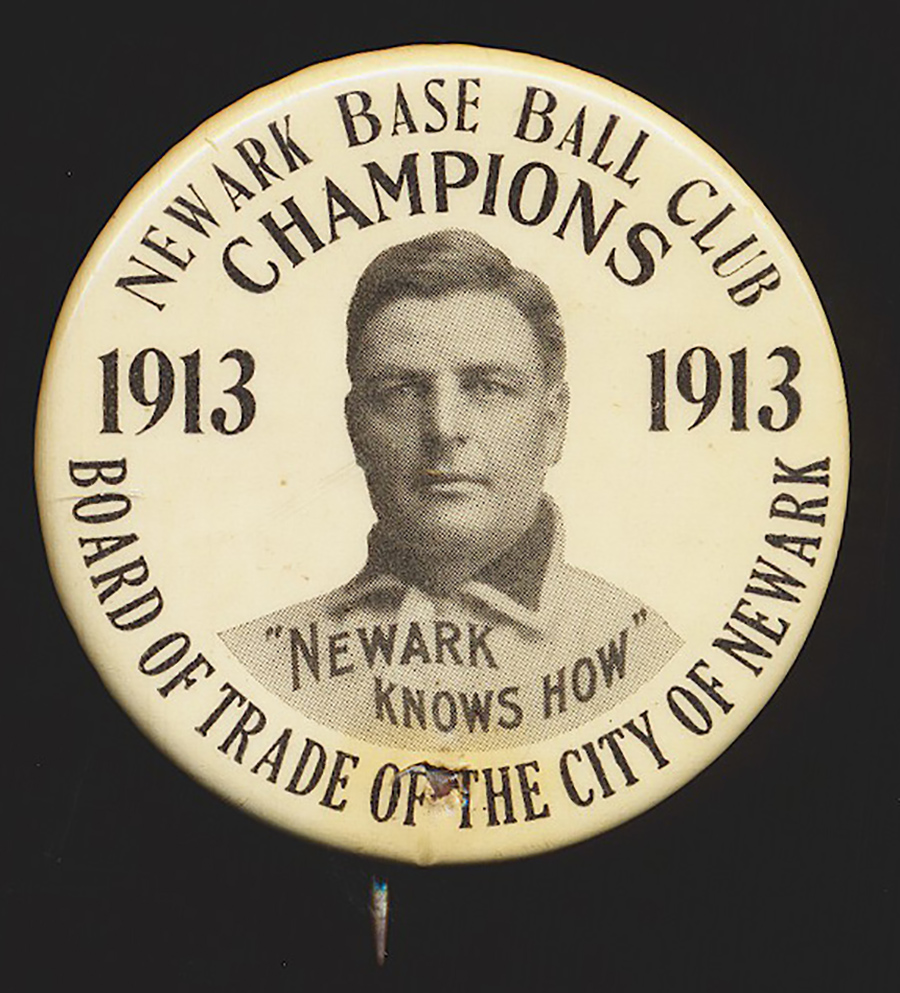 NEWARK BASE BALL CLUB
CHAMPIONS
1913 1913
"NEWARK
KNOWS HOW"
BOARD OF TRADE OF THE CITY OF NEWARK